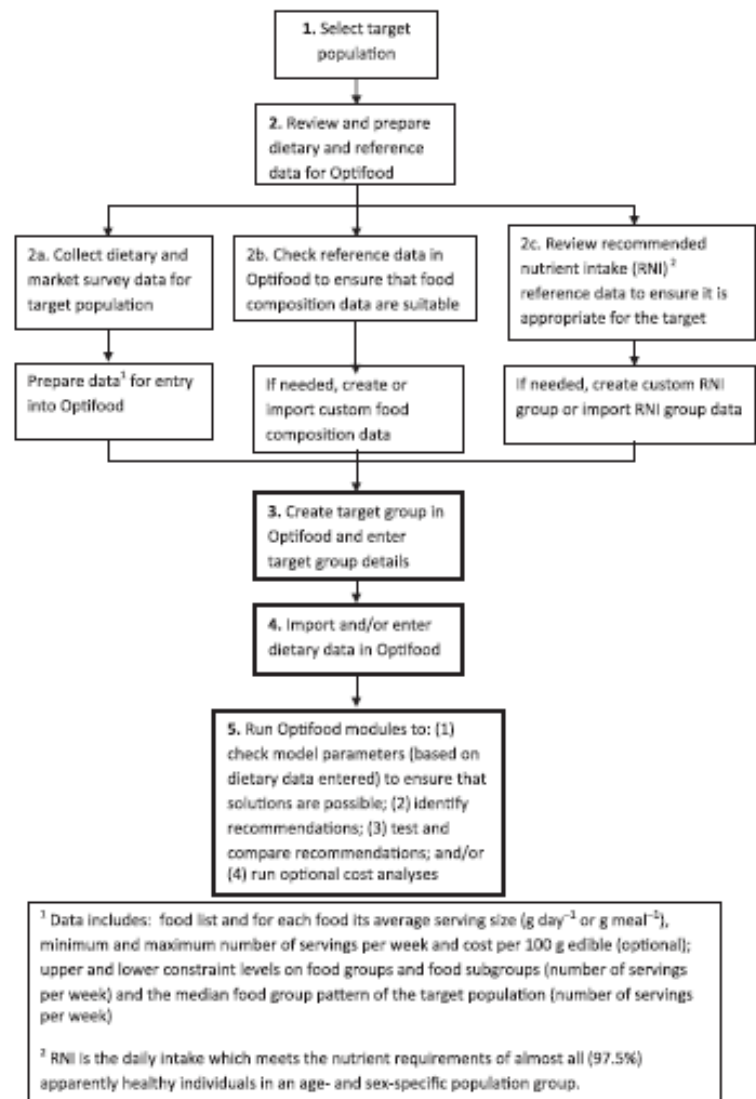 1. Select target
population
2. Review and prepare
dietary and reference
data for Optifood
2a. Collect dietary and
market survey data for
target population
2b. Check reference data in
Optifood to ensure that food
composition data are suitable
2c. Review recommended
nutrient intake (RNI)²
reference data to ensure it is
appropriate for the target
Prepare data¹ for entry
into Optifood
If needed, create or
import custom food
composition data
If needed, create custom RNI
group or import RNI group data
3. Create target group in
Optifood and enter
target group details
4. Import and/or enter
dietary data in Optifood
5. Run Optifood modules to: (1)
check model parameters (based on
dietary data entered) to ensure that
solutions are possible; (2) identify
recommendations; (3) test and
compare recommendations; and/or
(4) run optional cost analyses
¹ Data includes: food list and for each food its average serving size (g day⁻¹ or g meal⁻¹),
minimum and maximum number of servings per week and cost per 100 g edible (optional);
upper and lower constraint levels on food groups and food subgroups (number of servings
per week) and the median food group pattern of the target population (number of servings
per week)
² RNI is the daily intake which meets the nutrient requirements of almost all (97.5%)
apparently healthy individuals in an age- and sex-specific population group.